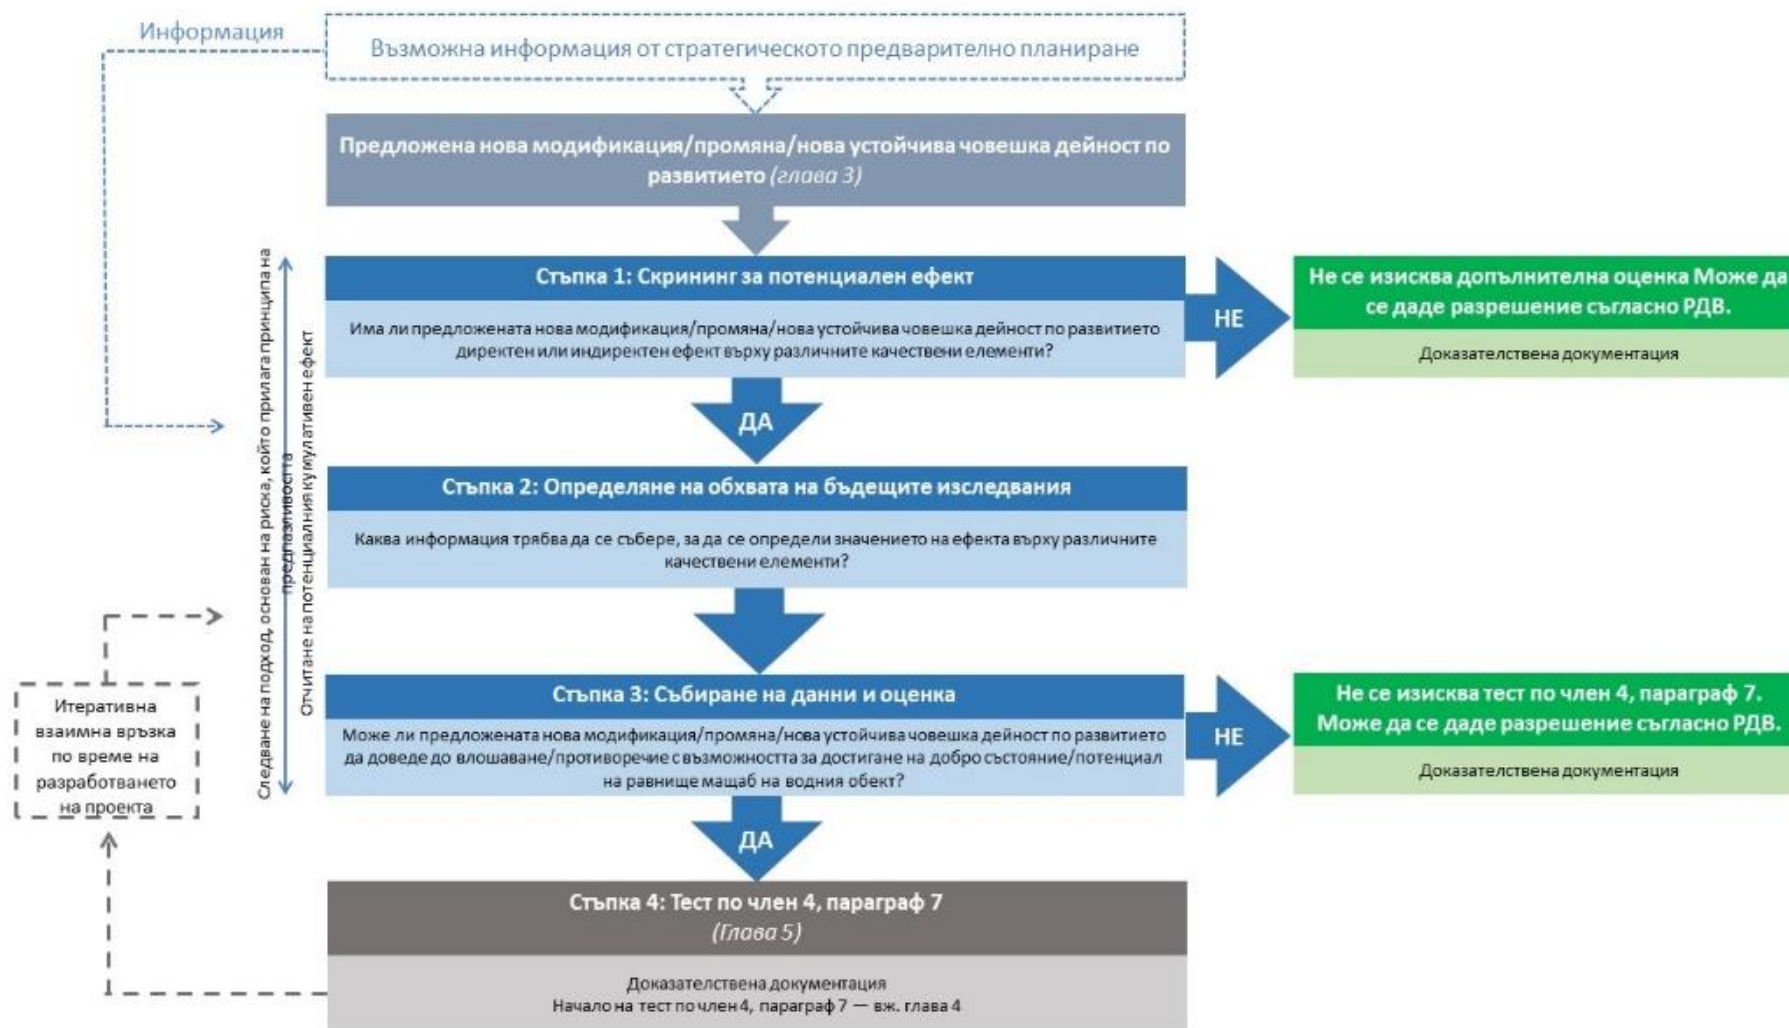 Информация
Възможна информация от стратегическото предварително планиране
Предложена нова модификация/промяна/нова устойчива човешка дейност по
развитието (глава 3)
Стъпка 1: Скрининг за потенциален ефект
Има ли предложената нова модификация/промяна/нова устойчива човешка дейност по развитието
директен или индиректен ефект върху различните качествени елементи?
НЕ
Не се изисква допълнителна оценка Може да
се даде разрешение съгласно РДВ.
Доказателствена документация
ДА
Стъпка 2: Определяне на обхвата на бъдещите изследвания
Каква информация трябва да се събере, за да се определи значението на ефекта върху различните
качествени елементи?
Следване на подход, основан на риска, който прилага принципа на
предпазливостта
Отчитане на потенциалния кумулативен ефект
Стъпка 3: Събиране на данни и оценка
Може ли предложената нова модификация/промяна/нова устойчива човешка дейност по развитието
да доведе до влошаване/противоречие с възможността за достигане на добро състояние/потенциал
на равнище мащаб на водния обект?
НЕ
Не се изисква тест по член 4, параграф 7.
Може да се даде разрешение съгласно РДВ.
Доказателствена документация
Итеративна
взаимна връзка
по време на
разработването
на проекта
ДА
Стъпка 4: Тест по член 4, параграф 7
(Глава 5)
Доказателствена документация
Начало на тест по член 4, параграф 7 — вж. глава 4